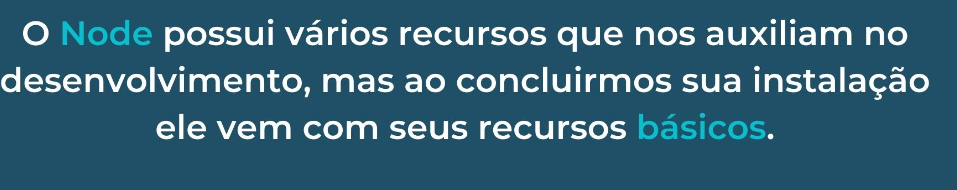 O Node possui vários recursos que nos auxiliam no
desenvolvimento, mas ao concluirmos sua instalação
ele vem com seus recursos básicos.